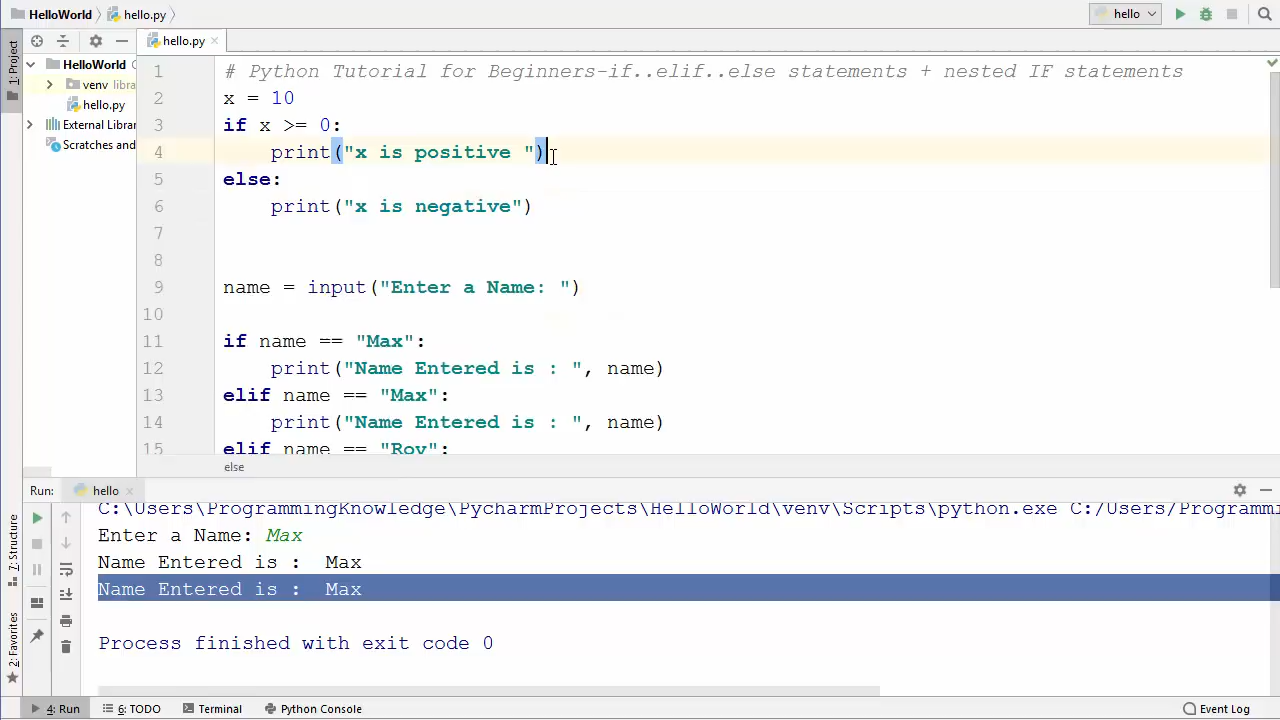 HelloWorld hello.py hello
hello.py
1: Project
HelloWorld
venv libra
hello.py
External Librar
Scratches and
1 # Python Tutorial for Beginners-if..elif..else statements + nested IF statements
2 x = 10
3 if x >= 0:
4 print("x is positive ")
5 else:
6 print("x is negative")
7
8
9 name = input("Enter a Name: ")
10
11 if name == "Max":
12 print("Name Entered is : ", name)
13 elif name == "Max":
14 print("Name Entered is : ", name)
15 elif name == "Roy":
else
Run: hello
C:\Users\ProgrammingKnowledge\PycharmProjects\HelloWorld\venv\Scripts\python.exe C:/Users/Programmi
Enter a Name: Max
Name Entered is :  Max
Name Entered is :  Max
Process finished with exit code 0
7: Structure
2: Favorites
4: Run 6: TODO Terminal Python Console Event Log